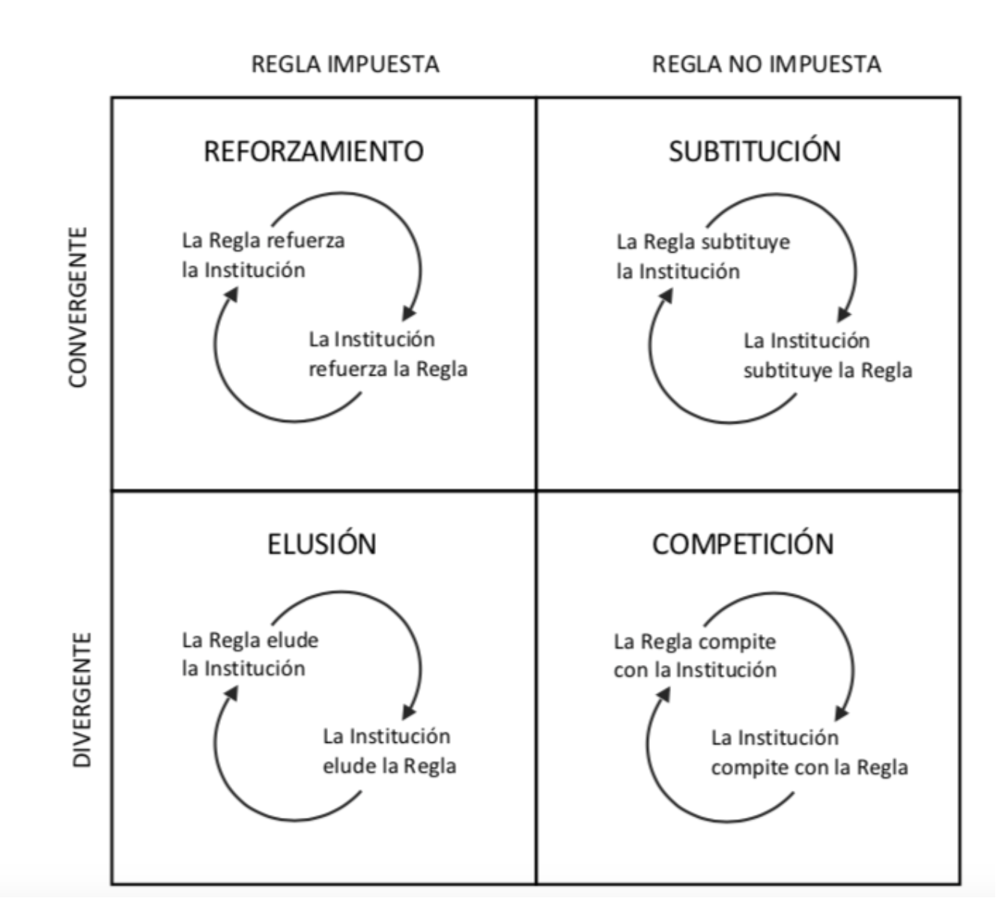 REGLA IMPUESTA
REGLA NO IMPUESTA
CONVERGENTE
REFORZAMIENTO
La Regla refuerza
la Institución
La Institución
refuerza la Regla
SUBTITUCIÓN
La Regla subtituye
la Institución
La Institución
subtituye la Regla
DIVERGENTE
ELUSIÓN
La Regla elude
la Institución
La Institución
elude la Regla
COMPETICIÓN
La Regla compite
con la Institución
La Institución
compite con la Regla